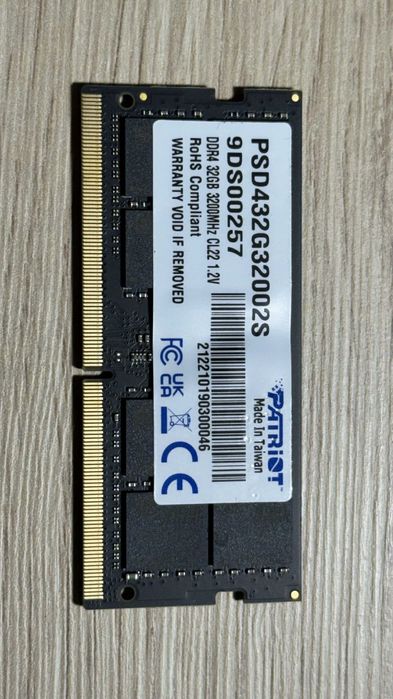 PSD432G32002S
9DS00257
DDR4 32GB 3200MHz CL22 1.2V
RoHS Compliant
WARRANTY VOID IF REMOVED
212210190300046
FC
UK
CA
CE
PATRIOT
Made In Taiwan